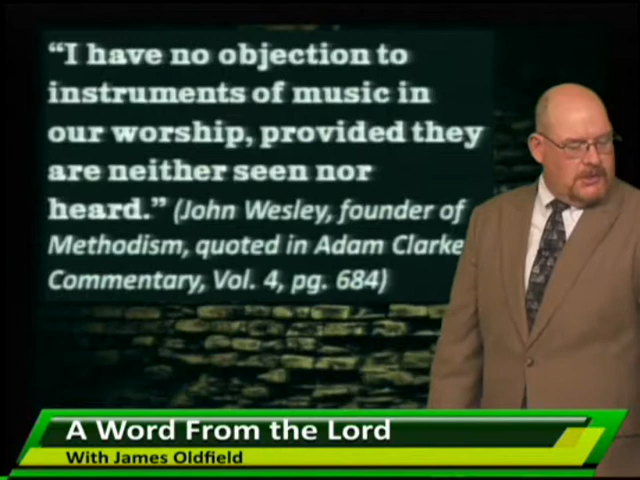 “I have no objection to
instruments of music in
our worship, provided they
are neither seen nor
heard.” (John Wesley, founder of
Methodism, quoted in Adam Clarke
Commentary, Vol. 4, pg. 684)
A Word From the Lord
With James Oldfield